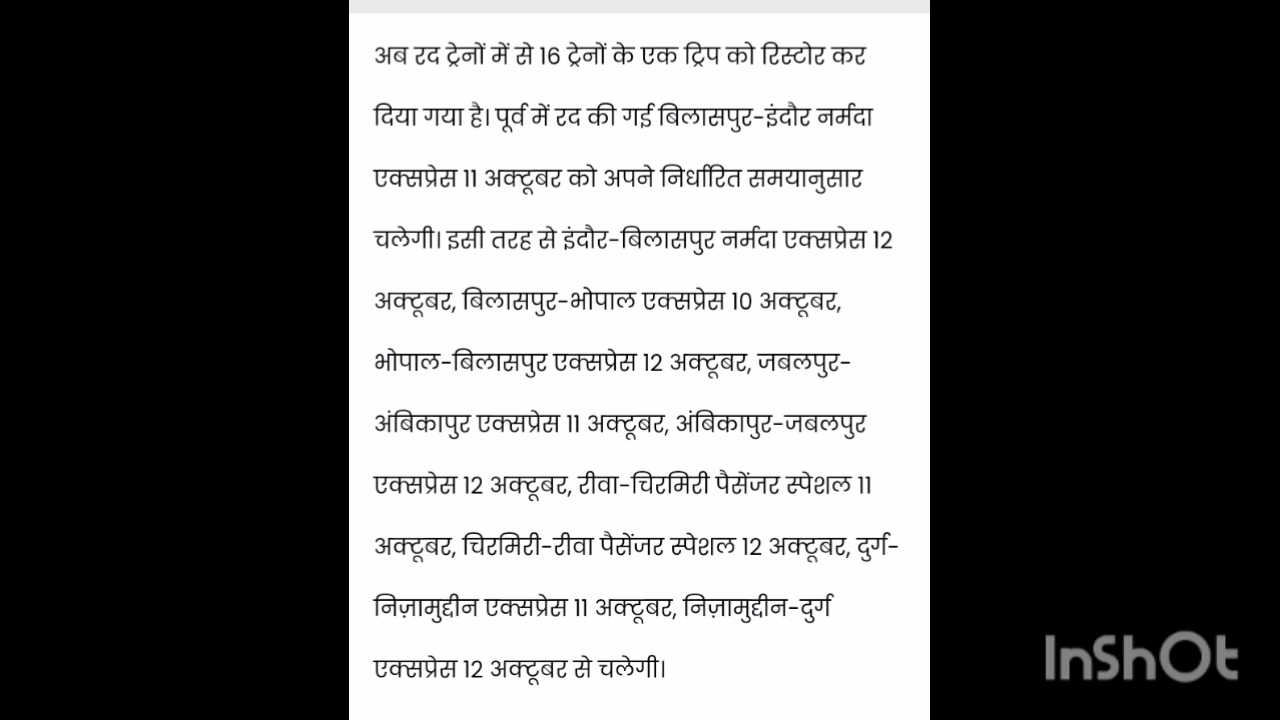 अब रद ट्रेनों में से 16 ट्रेनों के एक ट्रिप को रिस्टोर कर
दिया गया है। पूर्व में रद की गई बिलासपुर-इंदौर नर्मदा
एक्सप्रेस 11 अक्टूबर को अपने निर्धारित समयानुसार
चलेगी। इसी तरह से इंदौर-बिलासपुर नर्मदा एक्सप्रेस 12
अक्टूबर, बिलासपुर-भोपाल एक्सप्रेस 10 अक्टूबर,
भोपाल-बिलासपुर एक्सप्रेस 12 अक्टूबर, जबलपुर-
अंबिकापुर एक्सप्रेस 11 अक्टूबर, अंबिकापुर-जबलपुर
एक्सप्रेस 12 अक्टूबर, रीवा-चिरमिरी पैसेंजर स्पेशल 11
अक्टूबर, चिरमिरी-रीवा पैसेंजर स्पेशल 12 अक्टूबर, दुर्ग-
निज़ामुद्दीन एक्सप्रेस 11 अक्टूबर, निज़ामुद्दीन-दुर्ग
एक्सप्रेस 12 अक्टूबर से चलेगी।
InShOt